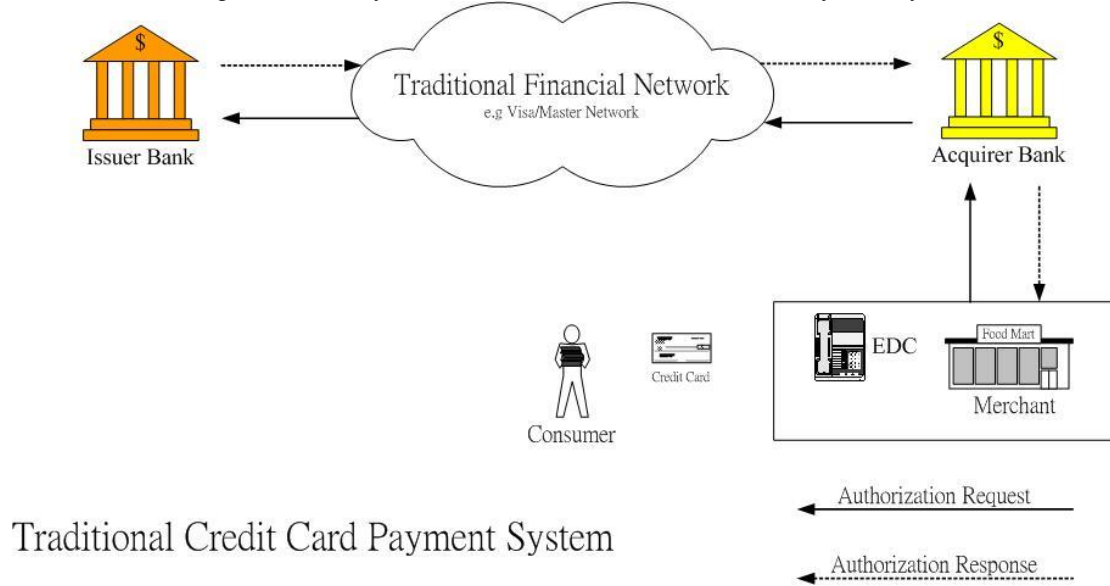 $
$
Traditional Financial Network
e.g Visa/Master Network
Issuer Bank
Acquirer Bank
EDC
Food Mart
Credit Card
Merchant
Consumer
Authorization Request
Traditional Credit Card Payment System
Authorization Response